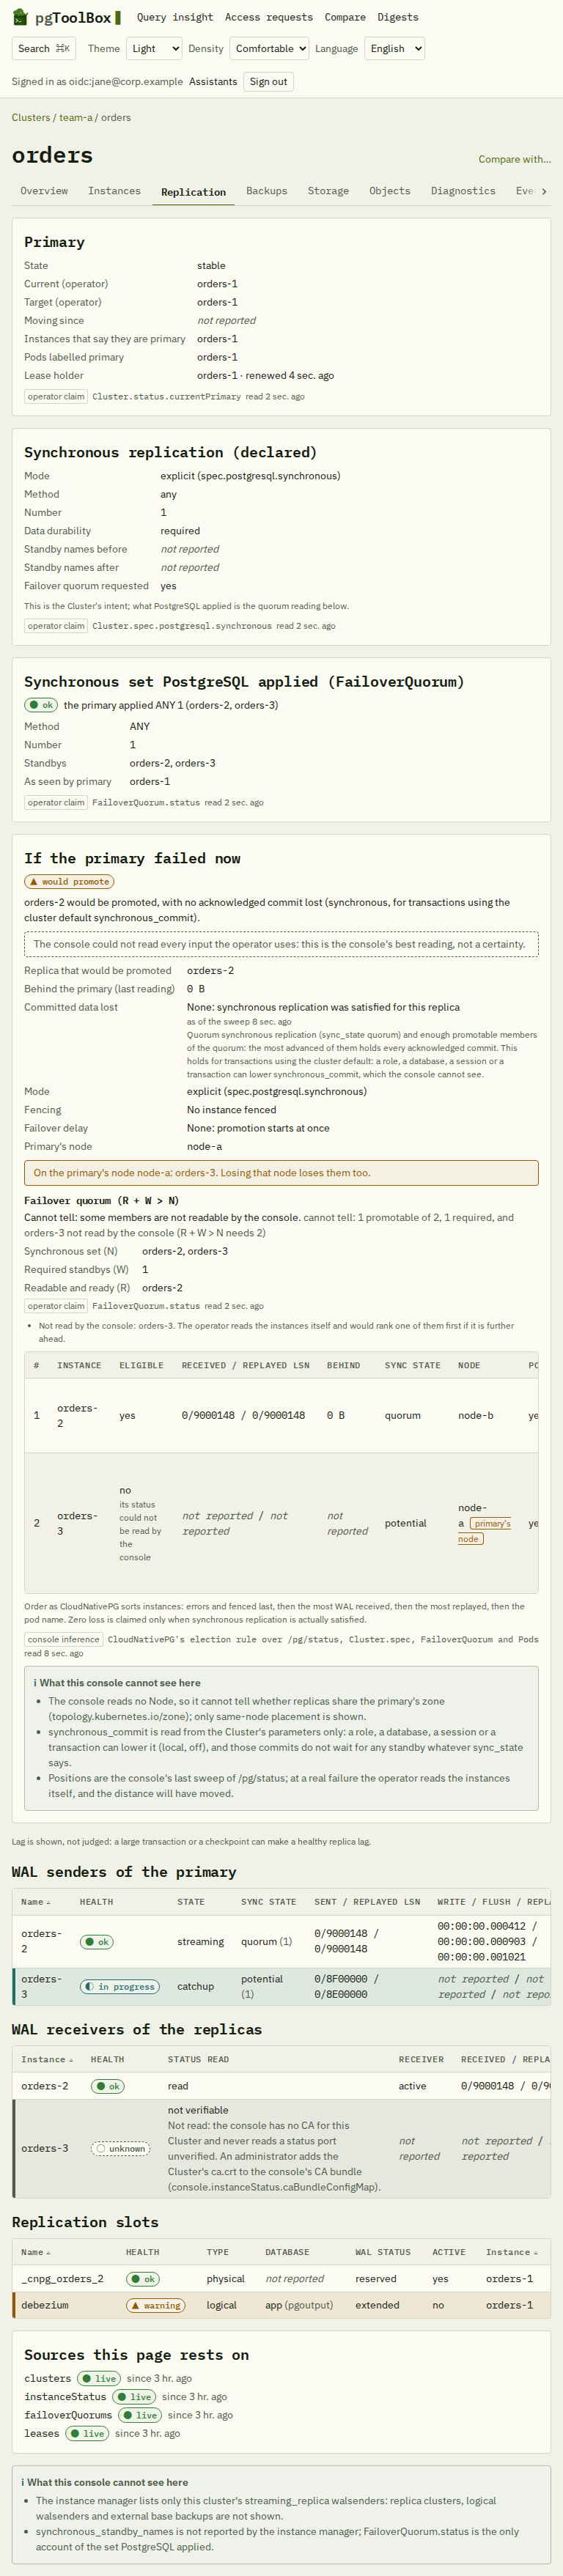 pgToolBox
Query insight Access requests Compare Digests
Search ⌘K Theme Light Density Comfortable Language English
Signed in as oidc:jane@corp.example Assistants Sign out
Clusters / team-a / orders
orders
Compare with...
Overview Instances Replication Backups Storage Objects Diagnostics
Primary
State stable
Current (operator) orders-1
Target (operator) orders-1
Moving since not reported
Instances that say they are primary orders-1
Pods labelled primary orders-1
Lease holder orders-1 · renewed 4 sec. ago
operator claim Cluster.status.currentPrimary read 2 sec. ago
Synchronous replication (declared)
Mode explicit (spec.postgresql.synchronous)
Method any
Number 1
Data durability required
Standby names before not reported
Standby names after not reported
Failover quorum requested yes
This is the Cluster's intent; what PostgreSQL applied is the quorum reading below.
operator claim Cluster.spec.postgresql.synchronous read 2 sec. ago
Synchronous set PostgreSQL applied (FailoverQuorum)
ok the primary applied ANY 1 (orders-2, orders-3)
Method ANY
Number 1
Standbys orders-2, orders-3
As seen by primary orders-1
operator claim FailoverQuorum.status read 2 sec. ago
If the primary failed now
would promote
orders-2 would be promoted, with no acknowledged commit lost (synchronous, for transactions using the
cluster default synchronous_commit).
The console could not read every input the operator uses: this is the console's best reading, not a certainty.
Replica that would be promoted orders-2
Behind the primary (last reading) 0 B
Committed data lost None: synchronous replication was satisfied for this replica
as of the sweep 8 sec. ago
Quorum synchronous replication (sync_state quorum) and enough promotable members
of the quorum: the most advanced of them holds every acknowledged commit. This
holds for transactions using the cluster default: a role, a database, a session or a
transaction can lower synchronous_commit, which the console cannot see.
Mode explicit (spec.postgresql.synchronous)
Fencing No instance fenced
Failover delay None: promotion starts at once
Primary's node node-a
On the primary's node node-a: orders-3. Losing that node loses them too.
Failover quorum (R + W > N)
Cannot tell: some members are not readable by the console. cannot tell: 1 promotable of 2, 1 required, and
orders-3 not read by the console (R + W > N needs 2)
Synchronous set (N) orders-2, orders-3
Required standbys (W) 1
Readable and ready (R) orders-2
operator claim FailoverQuorum.status read 2 sec. ago
• Not read by the console: orders-3. The operator reads the instances itself and would rank one of them first if it is further
ahead.
# INSTANCE ELIGIBLE RECEIVED / REPLAYED LSN BEHIND SYNC STATE NODE
1 orders-2 yes 0/9000148 / 0/9000148 0 B quorum node-b
2 orders-3 no its status could not be read by the console not reported / not reported not reported potential node-a primary's node
Order as CloudNativePG sorts instances: errors and fenced last, then the most WAL received, then the most replayed, then the
pod name. Zero loss is claimed only when synchronous replication is actually satisfied.
console inference CloudNativePG's election rule over /pg/status, Cluster.spec, FailoverQuorum and Pods
read 8 sec. ago
i What this console cannot see here
• The console reads no Node, so it cannot tell whether replicas share the primary's zone
(topology.kubernetes.io/zone); only same-node placement is shown.
• synchronous_commit is read from the Cluster's parameters only: a role, a database, a session or a
transaction can lower it (local, off), and those commits do not wait for any standby whatever sync_state
says.
• Positions are the console's last sweep of /pg/status; at a real failure the operator reads the instances
itself, and the distance will have moved.
Lag is shown, not judged: a large transaction or a checkpoint can make a healthy replica lag.
WAL senders of the primary
Name HEALTH STATE SYNC STATE SENT / REPLAYED LSN WRITE / FLUSH /
orders-2 ok streaming quorum (1) 0/9000148 / 0/9000148 00:00:00.000412 / 00:00:00.000903 / 00:00:00.001021
orders-3 in progress catchup potential (1) 0/8F00000 / 0/8E00000 not reported / not reported / not
WAL receivers of the replicas
Instance HEALTH STATUS READ RECEIVER RECEIVED /
orders-2 ok read active 0/9000148 /
orders-3 unknown not verifiable
Not read: the console has no CA for this
Cluster and never reads a status port
unverified. An administrator adds the
Cluster's ca.crt to the console's CA bundle
(console.instanceStatus.caBundleConfigMap).
not reported not reported /
Replication slots
Name HEALTH TYPE DATABASE WAL STATUS ACTIVE Instance
_cnpg_orders_2 ok physical not reported reserved yes orders-1
debezium warning logical app (pgoutput) extended no orders-1
Sources this page rests on
clusters live since 3 hr. ago
instanceStatus live since 3 hr. ago
failoverQuorums live since 3 hr. ago
leases live since 3 hr. ago
i What this console cannot see here
• The instance manager lists only this cluster's streaming_replica walsenders: replica clusters, logical
walsenders and external base backups are not shown.
• synchronous_standby_names is not reported by the instance manager; FailoverQuorum.status is the only
account of the set PostgreSQL applied.